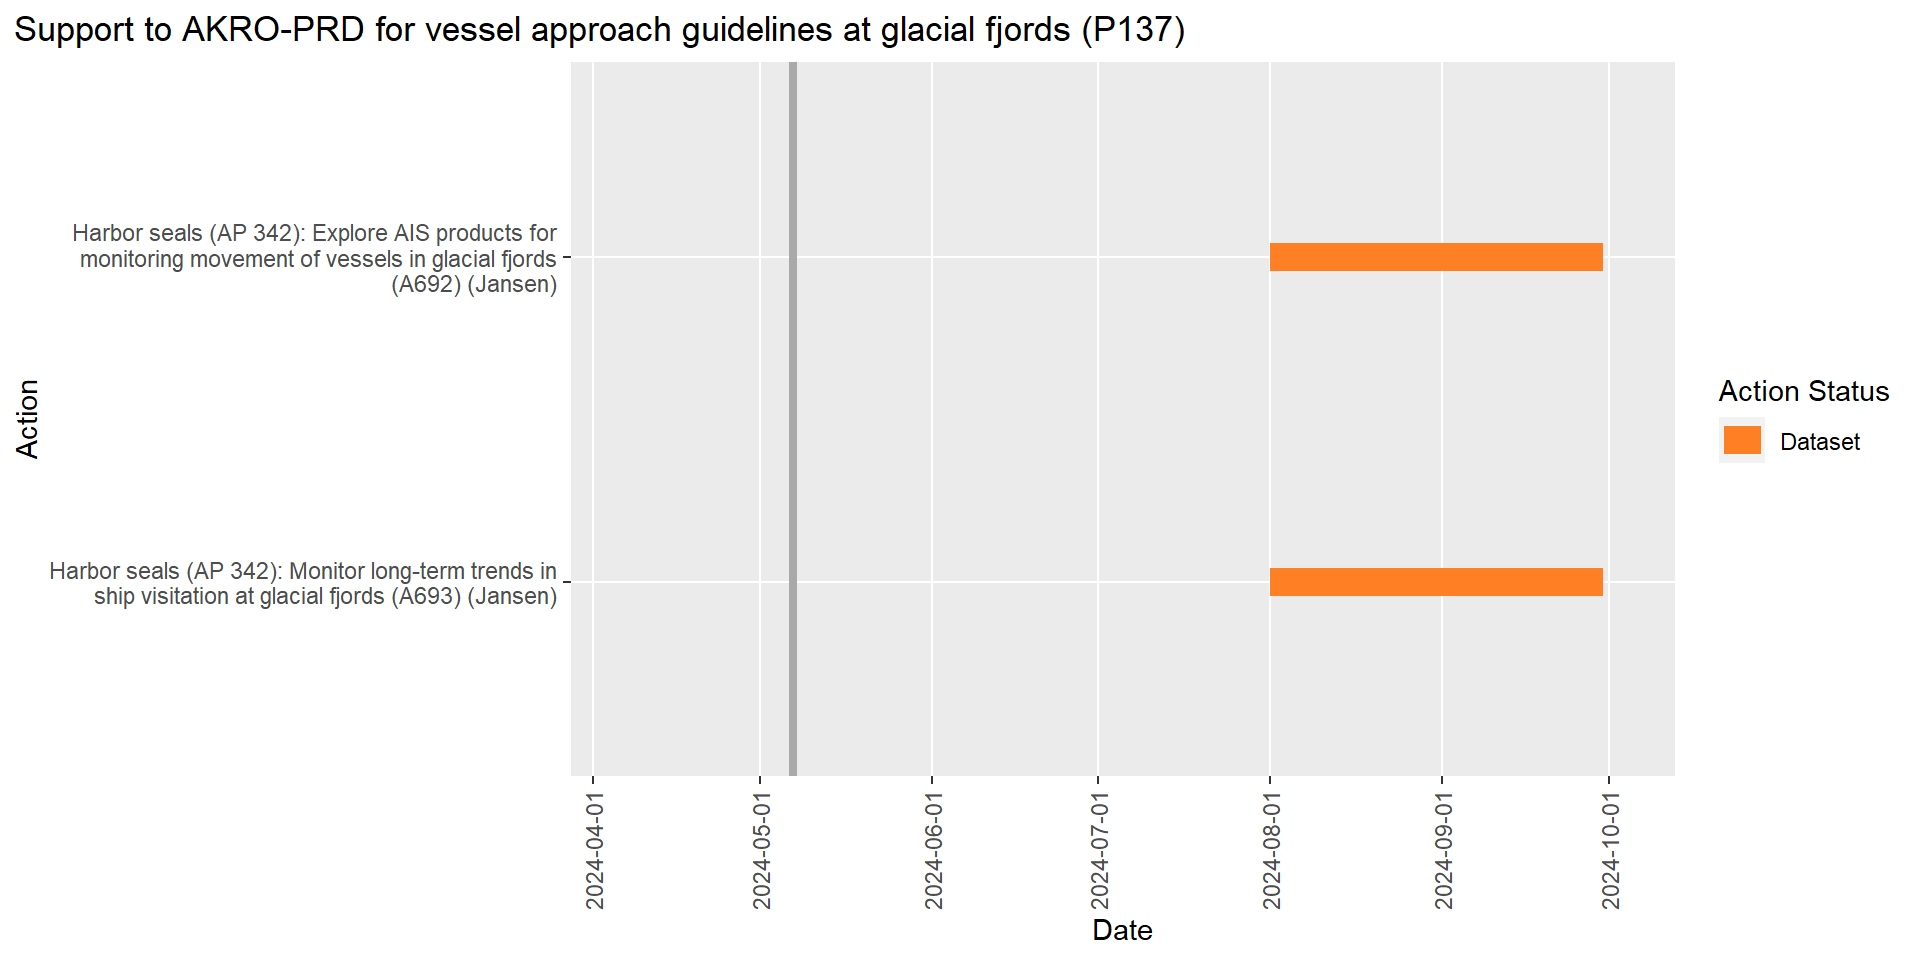 Support to AKRO-PRD for vessel approach guidelines at glacial fjords (P137)
Harbor seals (AP 342): Explore AIS products for
monitoring movement of vessels in glacial fjords
(A692) (Jansen)
Action
Harbor seals (AP 342): Monitor long-term trends in
ship visitation at glacial fjords (A693) (Jansen)
Action Status
Dataset
2024-04-01
2024-05-01
2024-06-01
2024-07-01
2024-08-01
2024-09-01
2024-10-01
Date